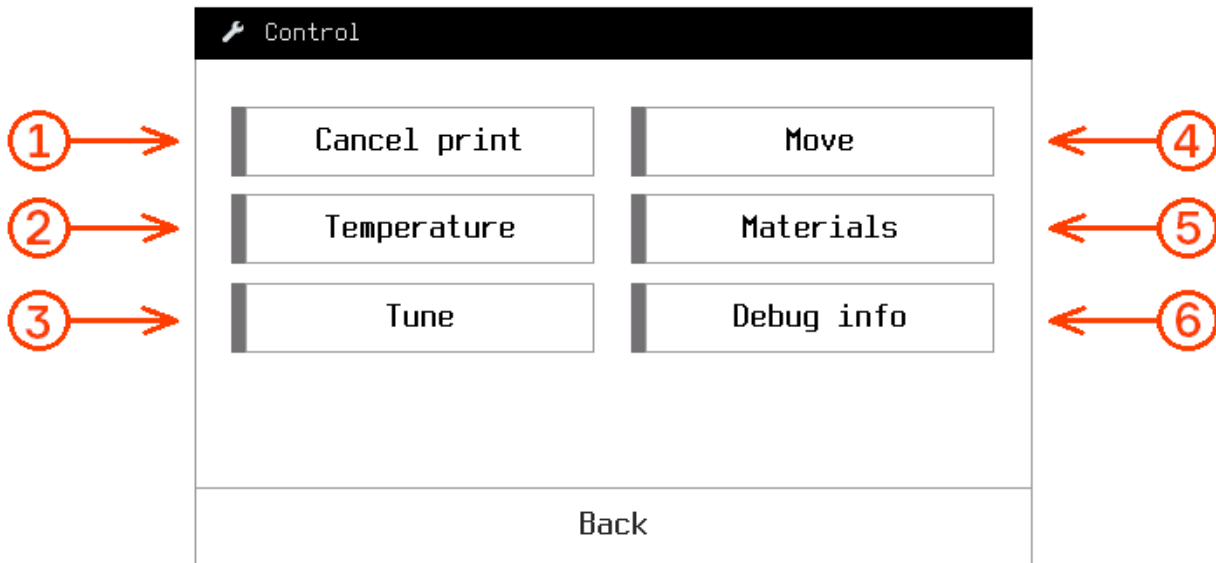 Control
1 Cancel print Move 4
2 Temperature Materials 5
3 Tune Debug info 6
Back